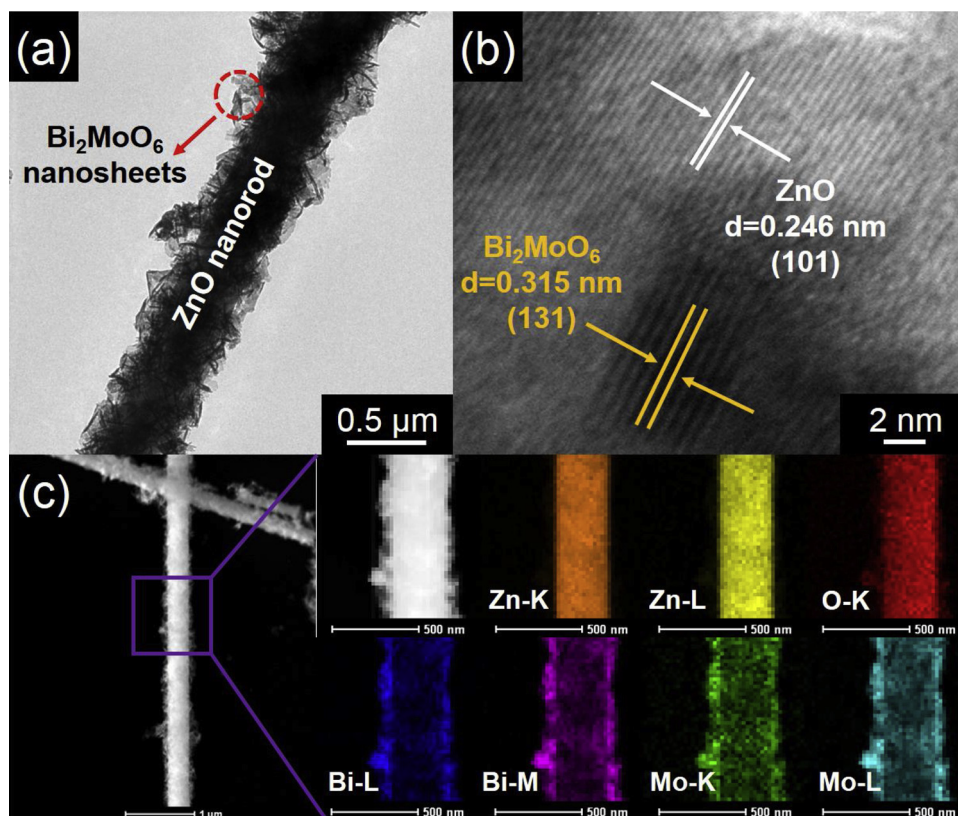 (a)
Bi₂MoO₆
nanosheets
ZnO nanorod
0.5 μm
(b)
ZnO
d=0.246 nm
(101)
Bi₂MoO₆
d=0.315 nm
(131)
2 nm
(c)
1 μm
500 nm
Zn-K
500 nm
Zn-L
500 nm
O-K
500 nm
Bi-L
500 nm
Bi-M
500 nm
Mo-K
500 nm
Mo-L
500 nm